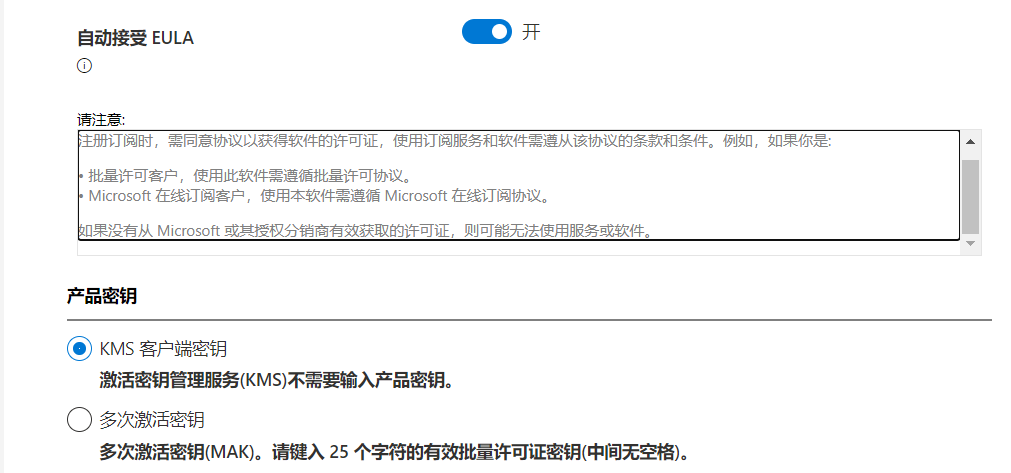 自动接受 EULA
开
请注意:
注册订阅时，需同意协议以获得软件的许可证，使用订阅服务和软件需遵从该协议的条款和条件。例如，如果你是:
• 批量许可客户，使用此软件需遵循批量许可协议。
• Microsoft 在线订阅客户，使用本软件需遵循 Microsoft 在线订阅协议。
如果没有从 Microsoft 或其授权分销商有效获取的许可证，则可能无法使用服务或软件。
产品密钥
KMS 客户端密钥
激活密钥管理服务(KMS)不需要输入产品密钥。
多次激活密钥
多次激活密钥(MAK)。请键入 25 个字符的有效批量许可证密钥(中间无空格)。